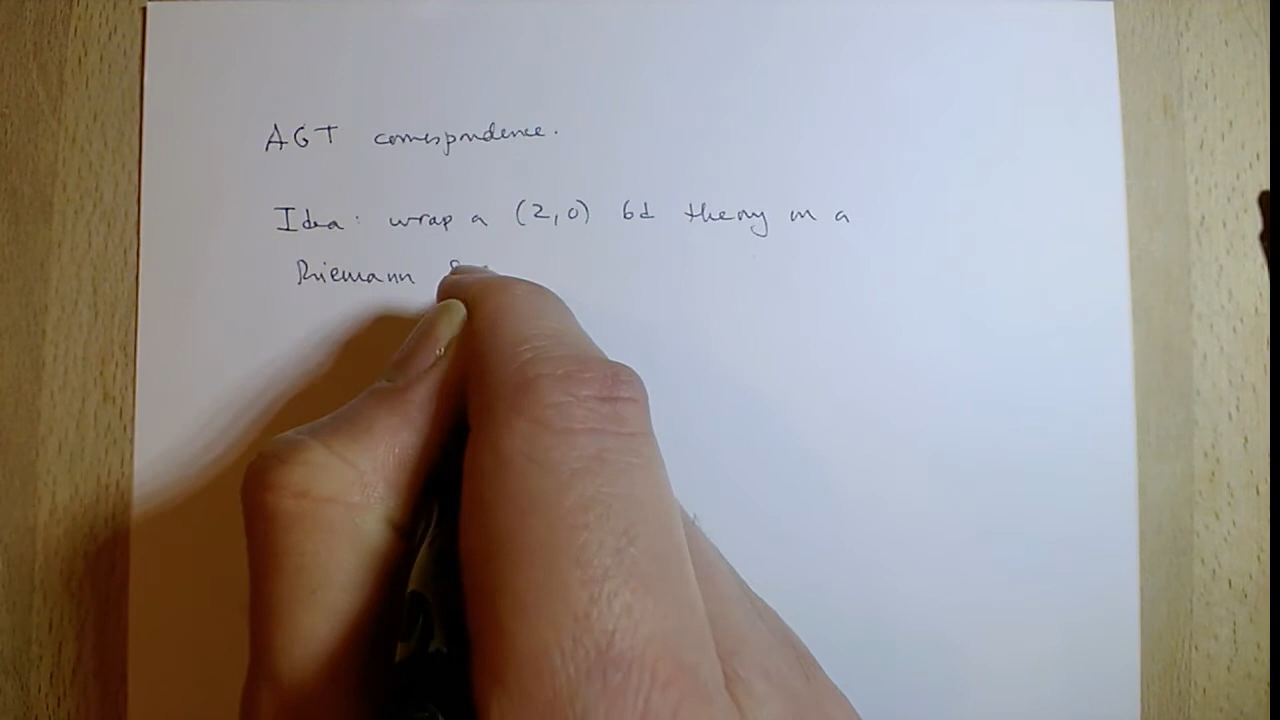 AGT correspondence.
Idea: wrap a (2,0) 6d theory on a
Riemann